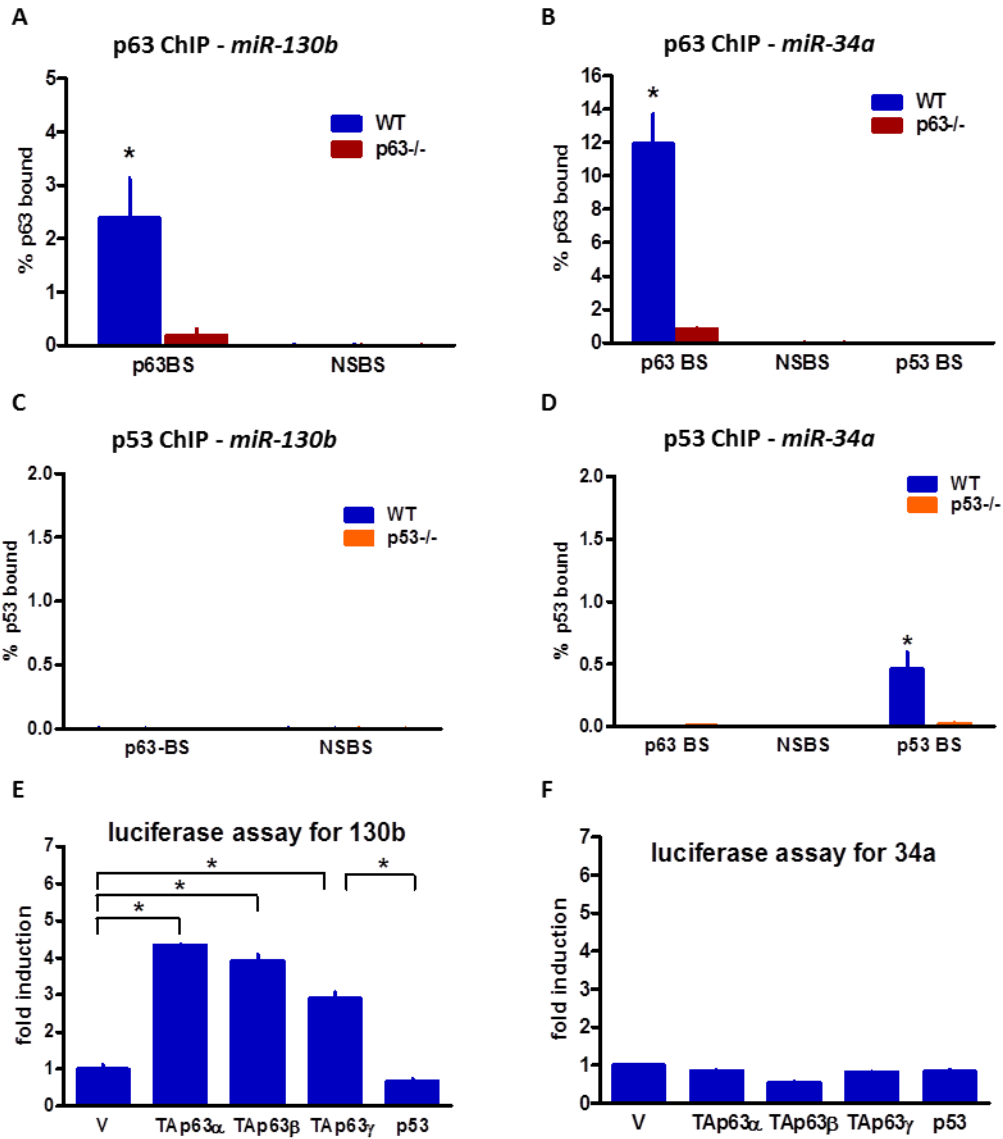 A
p63 ChIP - miR-130b
% p63 bound
5
4
3
2
1
0
*
WT
p63-/-
p63BS
NSBS
B
p63 ChIP - miR-34a
% p63 bound
16
14
12
10
8
6
4
2
0
*
WT
p63-/-
p63 BS
NSBS
p53 BS
C
p53 ChIP - miR-130b
% p53 bound
2.0
1.5
1.0
0.5
0.0
WT
p53-/-
p63-BS
NSBS
D
p53 ChIP - miR-34a
% p53 bound
2.0
1.5
1.0
0.5
0.0
WT
p53-/-
*
p63 BS
NSBS
p53 BS
E
luciferase assay for 130b
fold induction
7
6
5
4
3
2
1
0
*
*
*
*
V
TAp63α
TAp63β
TAp63γ
p53
F
luciferase assay for 34a
fold induction
7
6
5
4
3
2
1
0
V
TAp63α
TAp63β
TAp63γ
p53